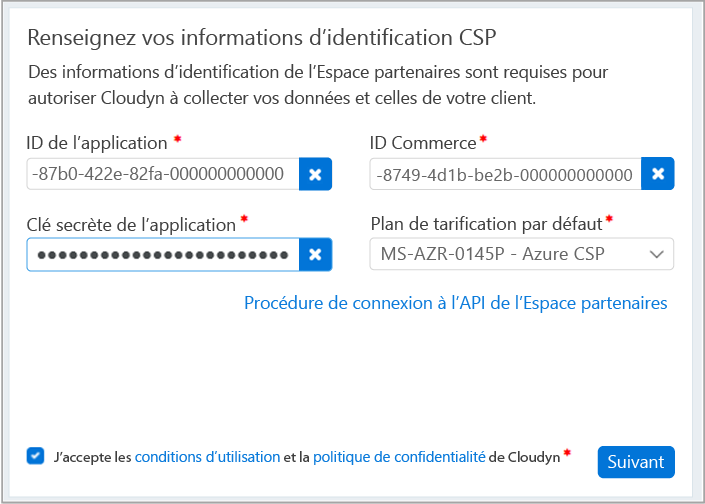 Renseignez vos informations d’identification CSP
Des informations d’identification de l’Espace partenaires sont requises pour
autoriser Cloudyn à collecter vos données et celles de votre client.
ID de l’application *
ID Commerce *
-87b0-422e-82fa-000000000000
-8749-4d1b-be2b-000000000000
Clé secrète de l’application *
Plan de tarification par défaut *
MS-AZR-0145P - Azure CSP
Procédure de connexion à l’API de l’Espace partenaires
J’accepte les conditions d’utilisation et la politique de confidentialité de Cloudyn *
Suivant